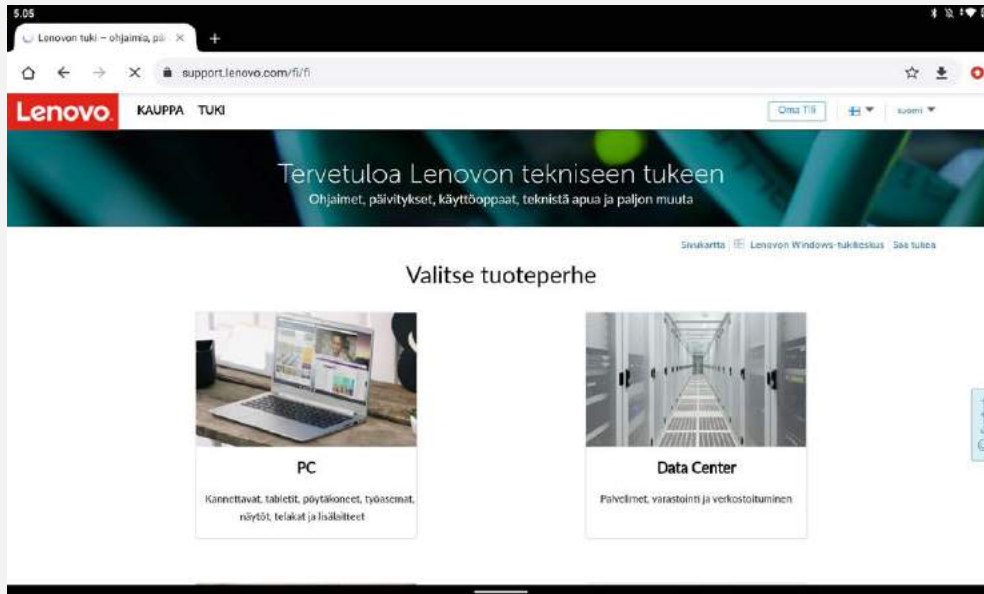 5.05
Lenovon tuki – ohjaimia, päi
support.lenovo.com/fi/fi
Lenovo.
KAUPPA TUKI
Oma Tili
suomi
Tervetuloa Lenovon tekniseen tukeen
Ohjaimet, päivitykset, käyttöoppaat, teknistä apua ja paljon muuta
Sivukartta Lenovon Windows-tukikeskus Saa tukea
Valitse tuoteperhe
PC
Kannettavat, tabletit, pöytäkoneet, työasemat,
näytöt, telakat ja lisälaitteet
Data Center
Palvelimet, varastointi ja verkostoituminen